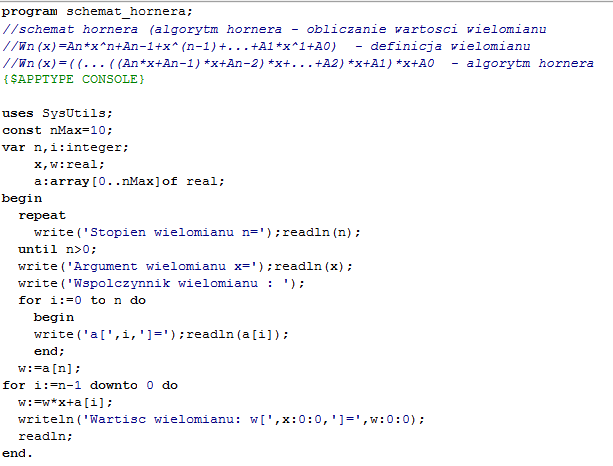 program schemat_hornera;
//schemat hornera (algorytm hornera - obliczanie wartosci wielomianu
//Wn(x)=An*x^n+An-1+x^(n-1)+...+A1*x^1+A0)  - definicja wielomianu
//Wn(x)=((...((An*x+An-1)*x+An-2)*x+...+A2)*x+A1)*x+A0  - algorytm hornera
{$APPTYPE CONSOLE}
uses SysUtils;
const nMax=10;
var n,i:integer;
    x,w:real;
    a:array[0..nMax]of real;
begin
  repeat
    write('Stopien wielomianu n=');readln(n);
  until n>0;
  write('Argument wielomianu x=');readln(x);
  write('Wspolczynnik wielomianu : ');
  for i:=0 to n do
    begin
    write('a[',i,']=');readln(a[i]);
    end;
  w:=a[n];
for i:=n-1 downto 0 do
  w:=w*x+a[i];
  writeln('Wartisc wielomianu: w[',x:0:0,']=',w:0:0);
  readln;
end.